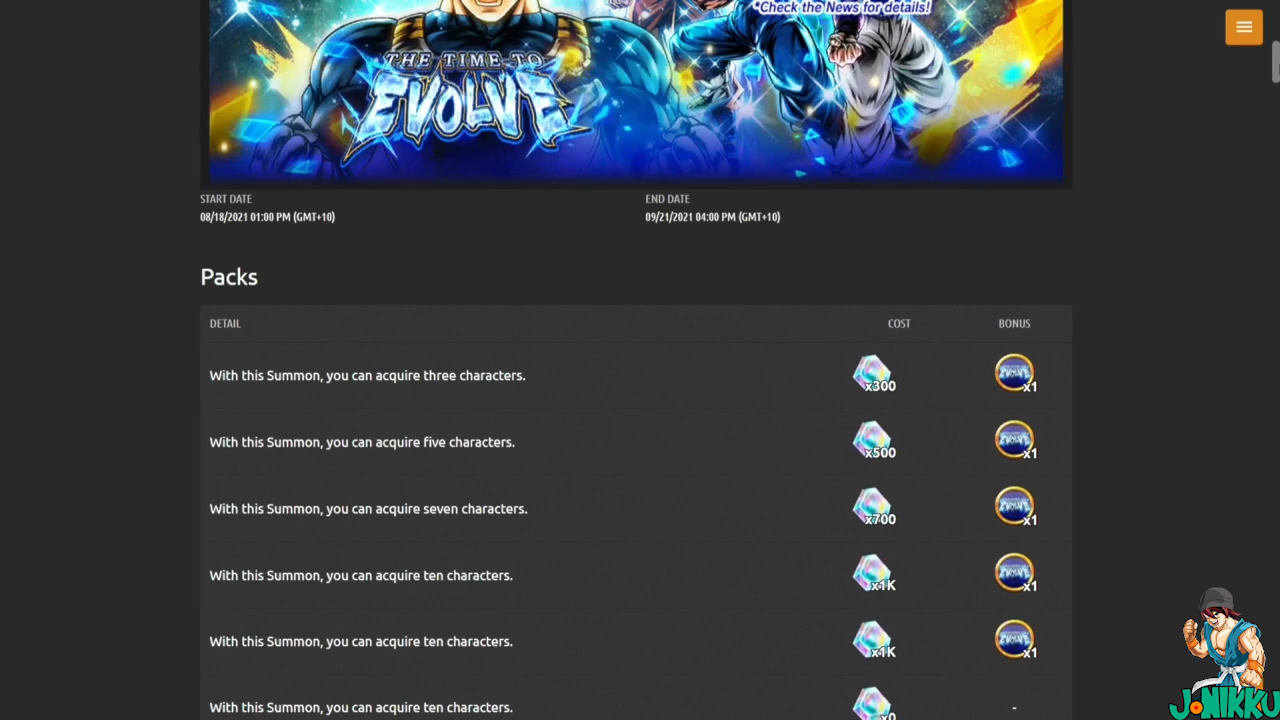 *Check the News for details!
THE TIME TO
EVOLVE
START DATE
END DATE
08/18/2021 01:00 PM (GMT+10)
09/21/2021 04:00 PM (GMT+10)
Packs
DETAIL
COST
BONUS
With this Summon, you can acquire three characters.
x300
x1
With this Summon, you can acquire five characters.
x500
x1
With this Summon, you can acquire seven characters.
x700
x1
With this Summon, you can acquire ten characters.
x1K
x1
With this Summon, you can acquire ten characters.
x1K
x1
With this Summon, you can acquire ten characters.
x0
-
JONIKKU